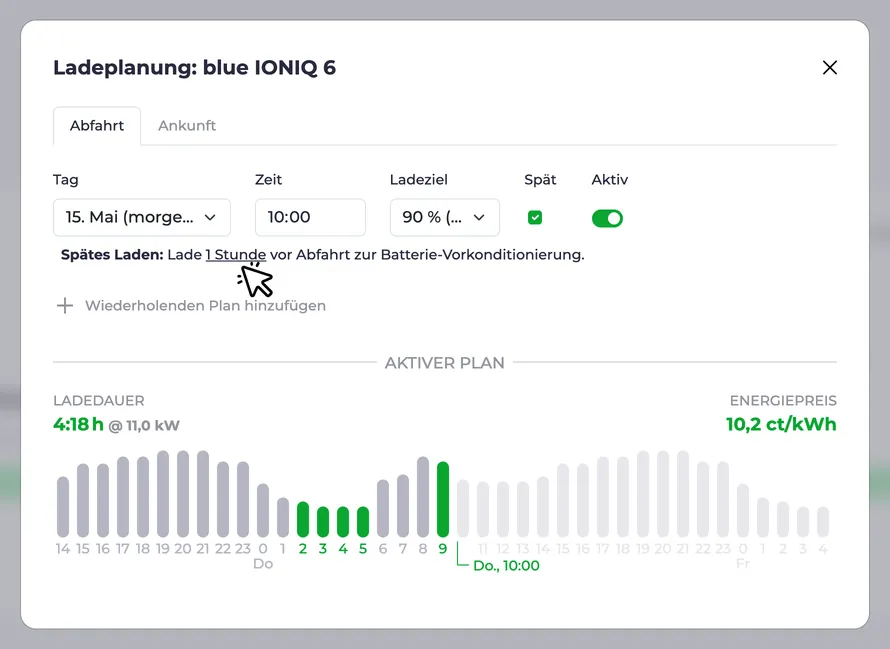 Ladeplanung: blue IONIQ 6
Abfahrt Ankunft
Tag Zeit Ladeziel Spät Aktiv
15. Mai (morge... 10:00 90 % (...
Spätes Laden: Lade 1 Stunde vor Abfahrt zur Batterie-Vorkonditionierung.
Wiederholenden Plan hinzufügen
AKTIVER PLAN
LADEDAUER ENERGIEPREIS
4:18 h @ 11,0 kW 10,2 ct/kWh
14 15 16 17 18 19 20 21 22 23 0 1 2 3 4 5 6 7 8 9 11 12 13 14 15 16 17 18 19 20 21 22 23 0 1 2 3 4
Do Fr
Do., 10:00